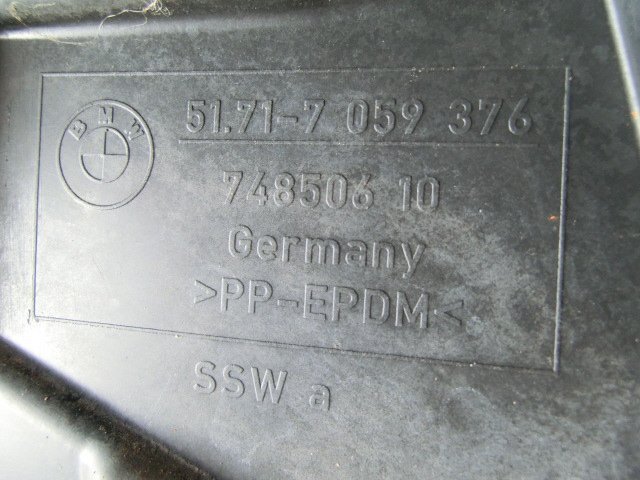 BMW
51.71-7 059 376
748506 10
Germany
>PP-EPDM<
SSW a